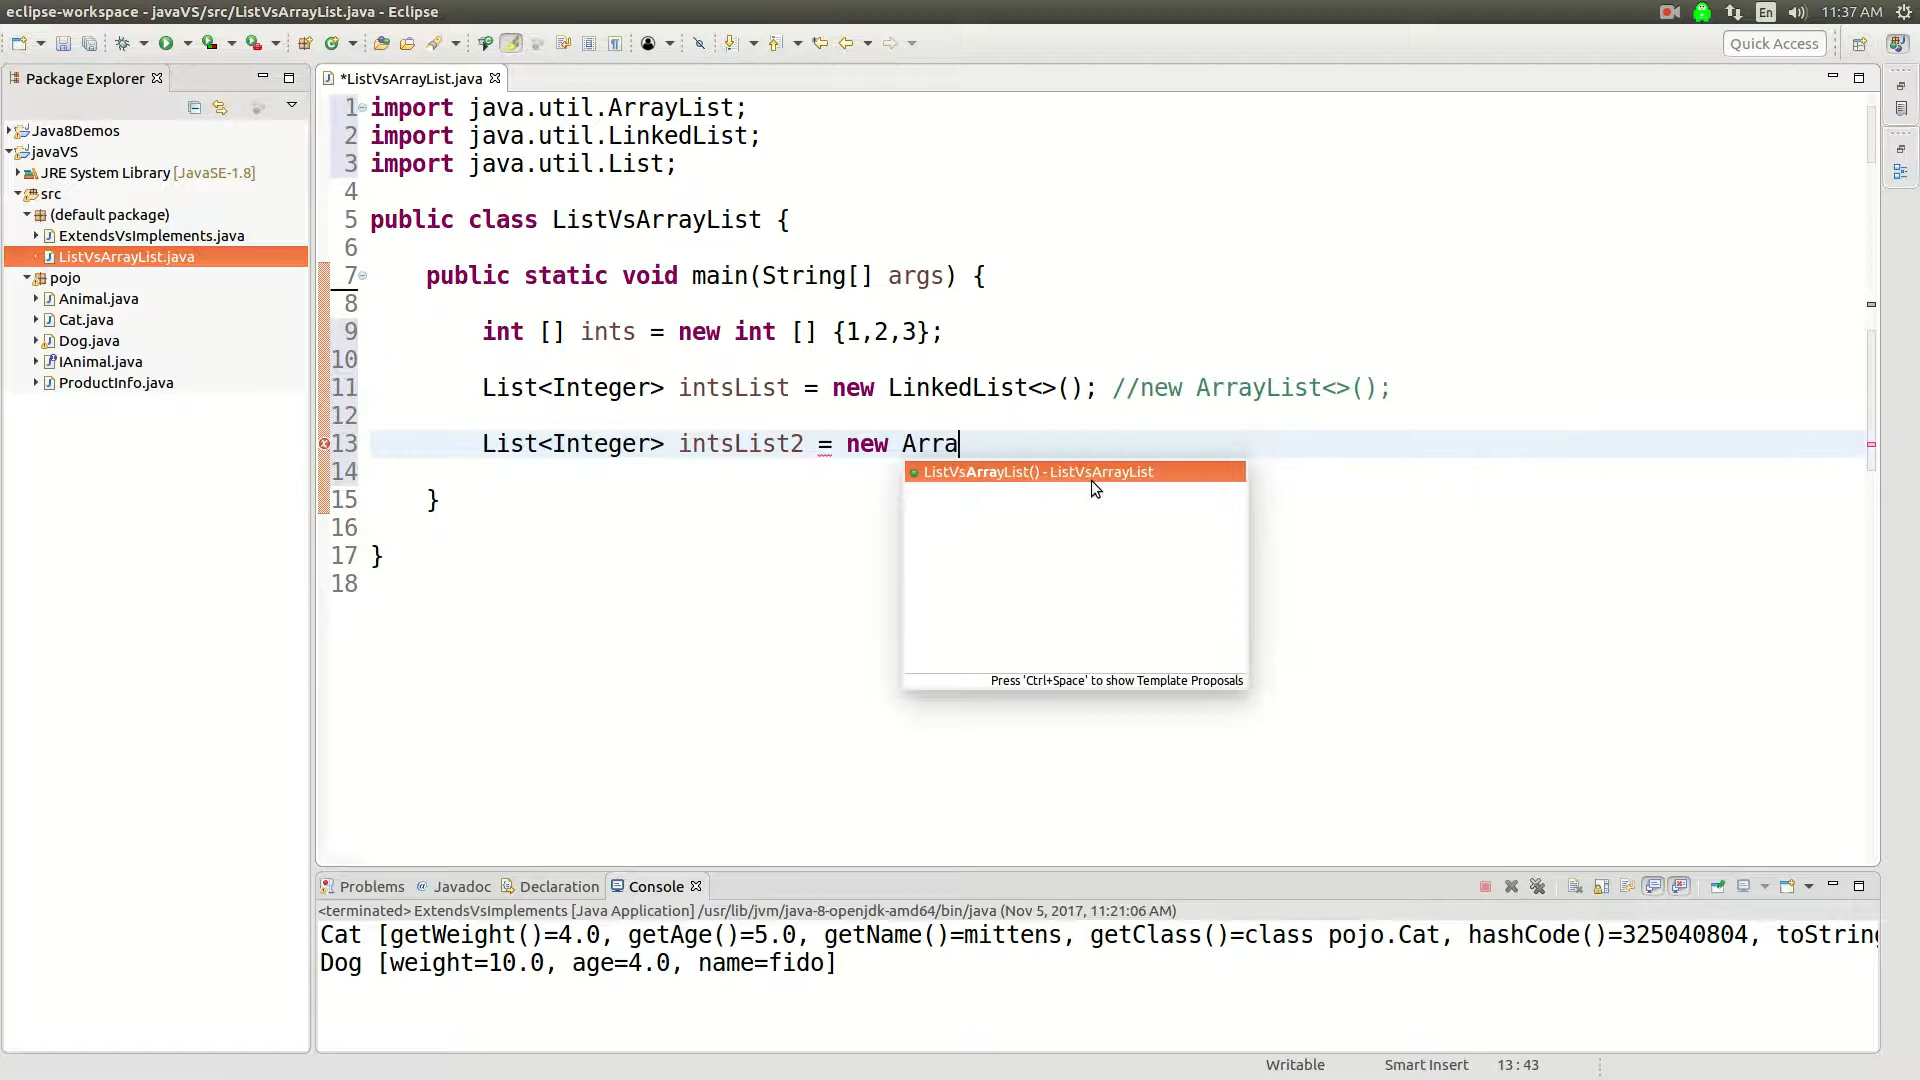 eclipse-workspace - javaVS/src/ListVsArrayList.java - Eclipse
En 11:37 AM
Quick Access
Package Explorer
*ListVsArrayList.java
Java8Demos
javaVS
JRE System Library [JavaSE-1.8]
src
(default package)
ExtendsVsImplements.java
ListVsArrayList.java
pojo
Animal.java
Cat.java
Dog.java
IAnimal.java
ProductInfo.java
1 import java.util.ArrayList;
2 import java.util.LinkedList;
3 import java.util.List;
4
5 public class ListVsArrayList {
6
7 public static void main(String[] args) {
8
9 int [] ints = new int [] {1,2,3};
10
11 List<Integer> intsList = new LinkedList<>(); //new ArrayList<>();
12
13 List<Integer> intsList2 = new Arra
14
15 }
16
17 }
18
ListVsArrayList() - ListVsArrayList
Press 'Ctrl+Space' to show Template Proposals
Problems @ Javadoc Declaration Console
<terminated> ExtendsVsImplements [Java Application] /usr/lib/jvm/java-8-openjdk-amd64/bin/java (Nov 5, 2017, 11:21:06 AM)
Cat [getWeight()=4.0, getAge()=5.0, getName()=mittens, getClass()=class pojo.Cat, hashCode()=325040804, toString
Dog [weight=10.0, age=4.0, name=fido]
Writable Smart Insert 13 : 43